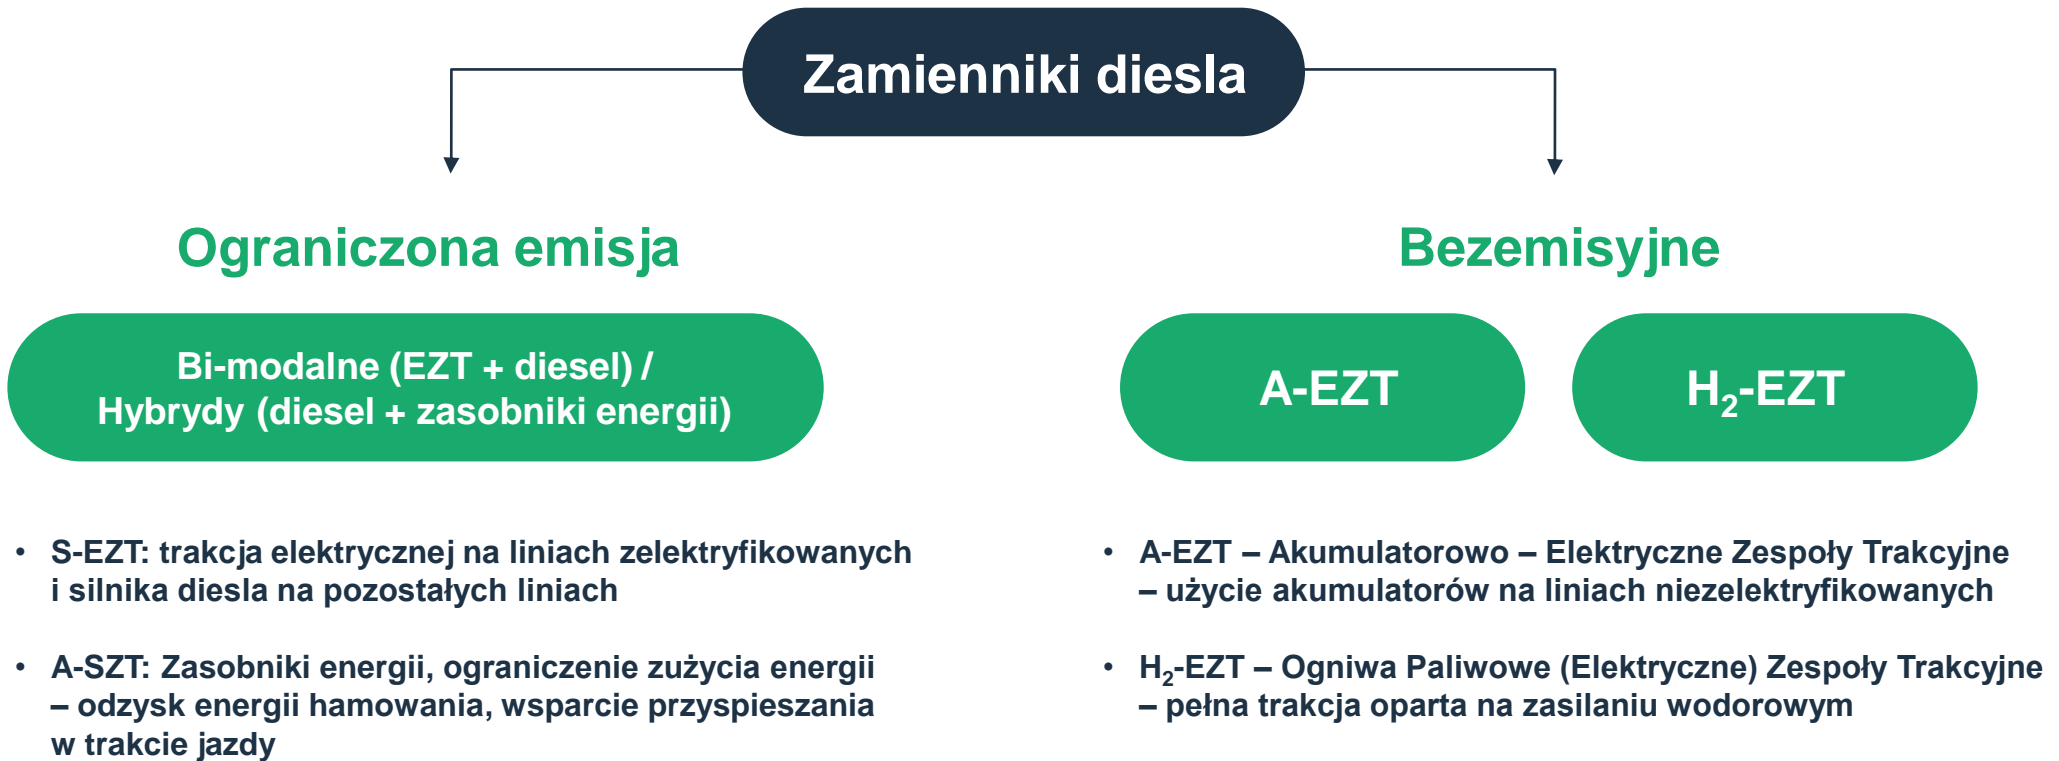 Zamienniki diesla
Ograniczona emisja
Bi-modalne (EZT + diesel) /
Hybrydy (diesel + zasobniki energii)
• S-EZT: trakcja elektrycznej na liniach zelektryfikowanych
i silnika diesla na pozostałych liniach
• A-SZT: Zasobniki energii, ograniczenie zużycia energii
– odzysk energii hamowania, wsparcie przyspieszania
w trakcie jazdy
Bezemisyjne
A-EZT
H₂-EZT
• A-EZT – Akumulatorowo – Elektryczne Zespoły Trakcyjne
– użycie akumulatorów na liniach niezelektryfikowanych
• H₂-EZT – Ogniwa Paliwowe (Elektryczne) Zespoły Trakcyjne
– pełna trakcja oparta na zasilaniu wodorowym